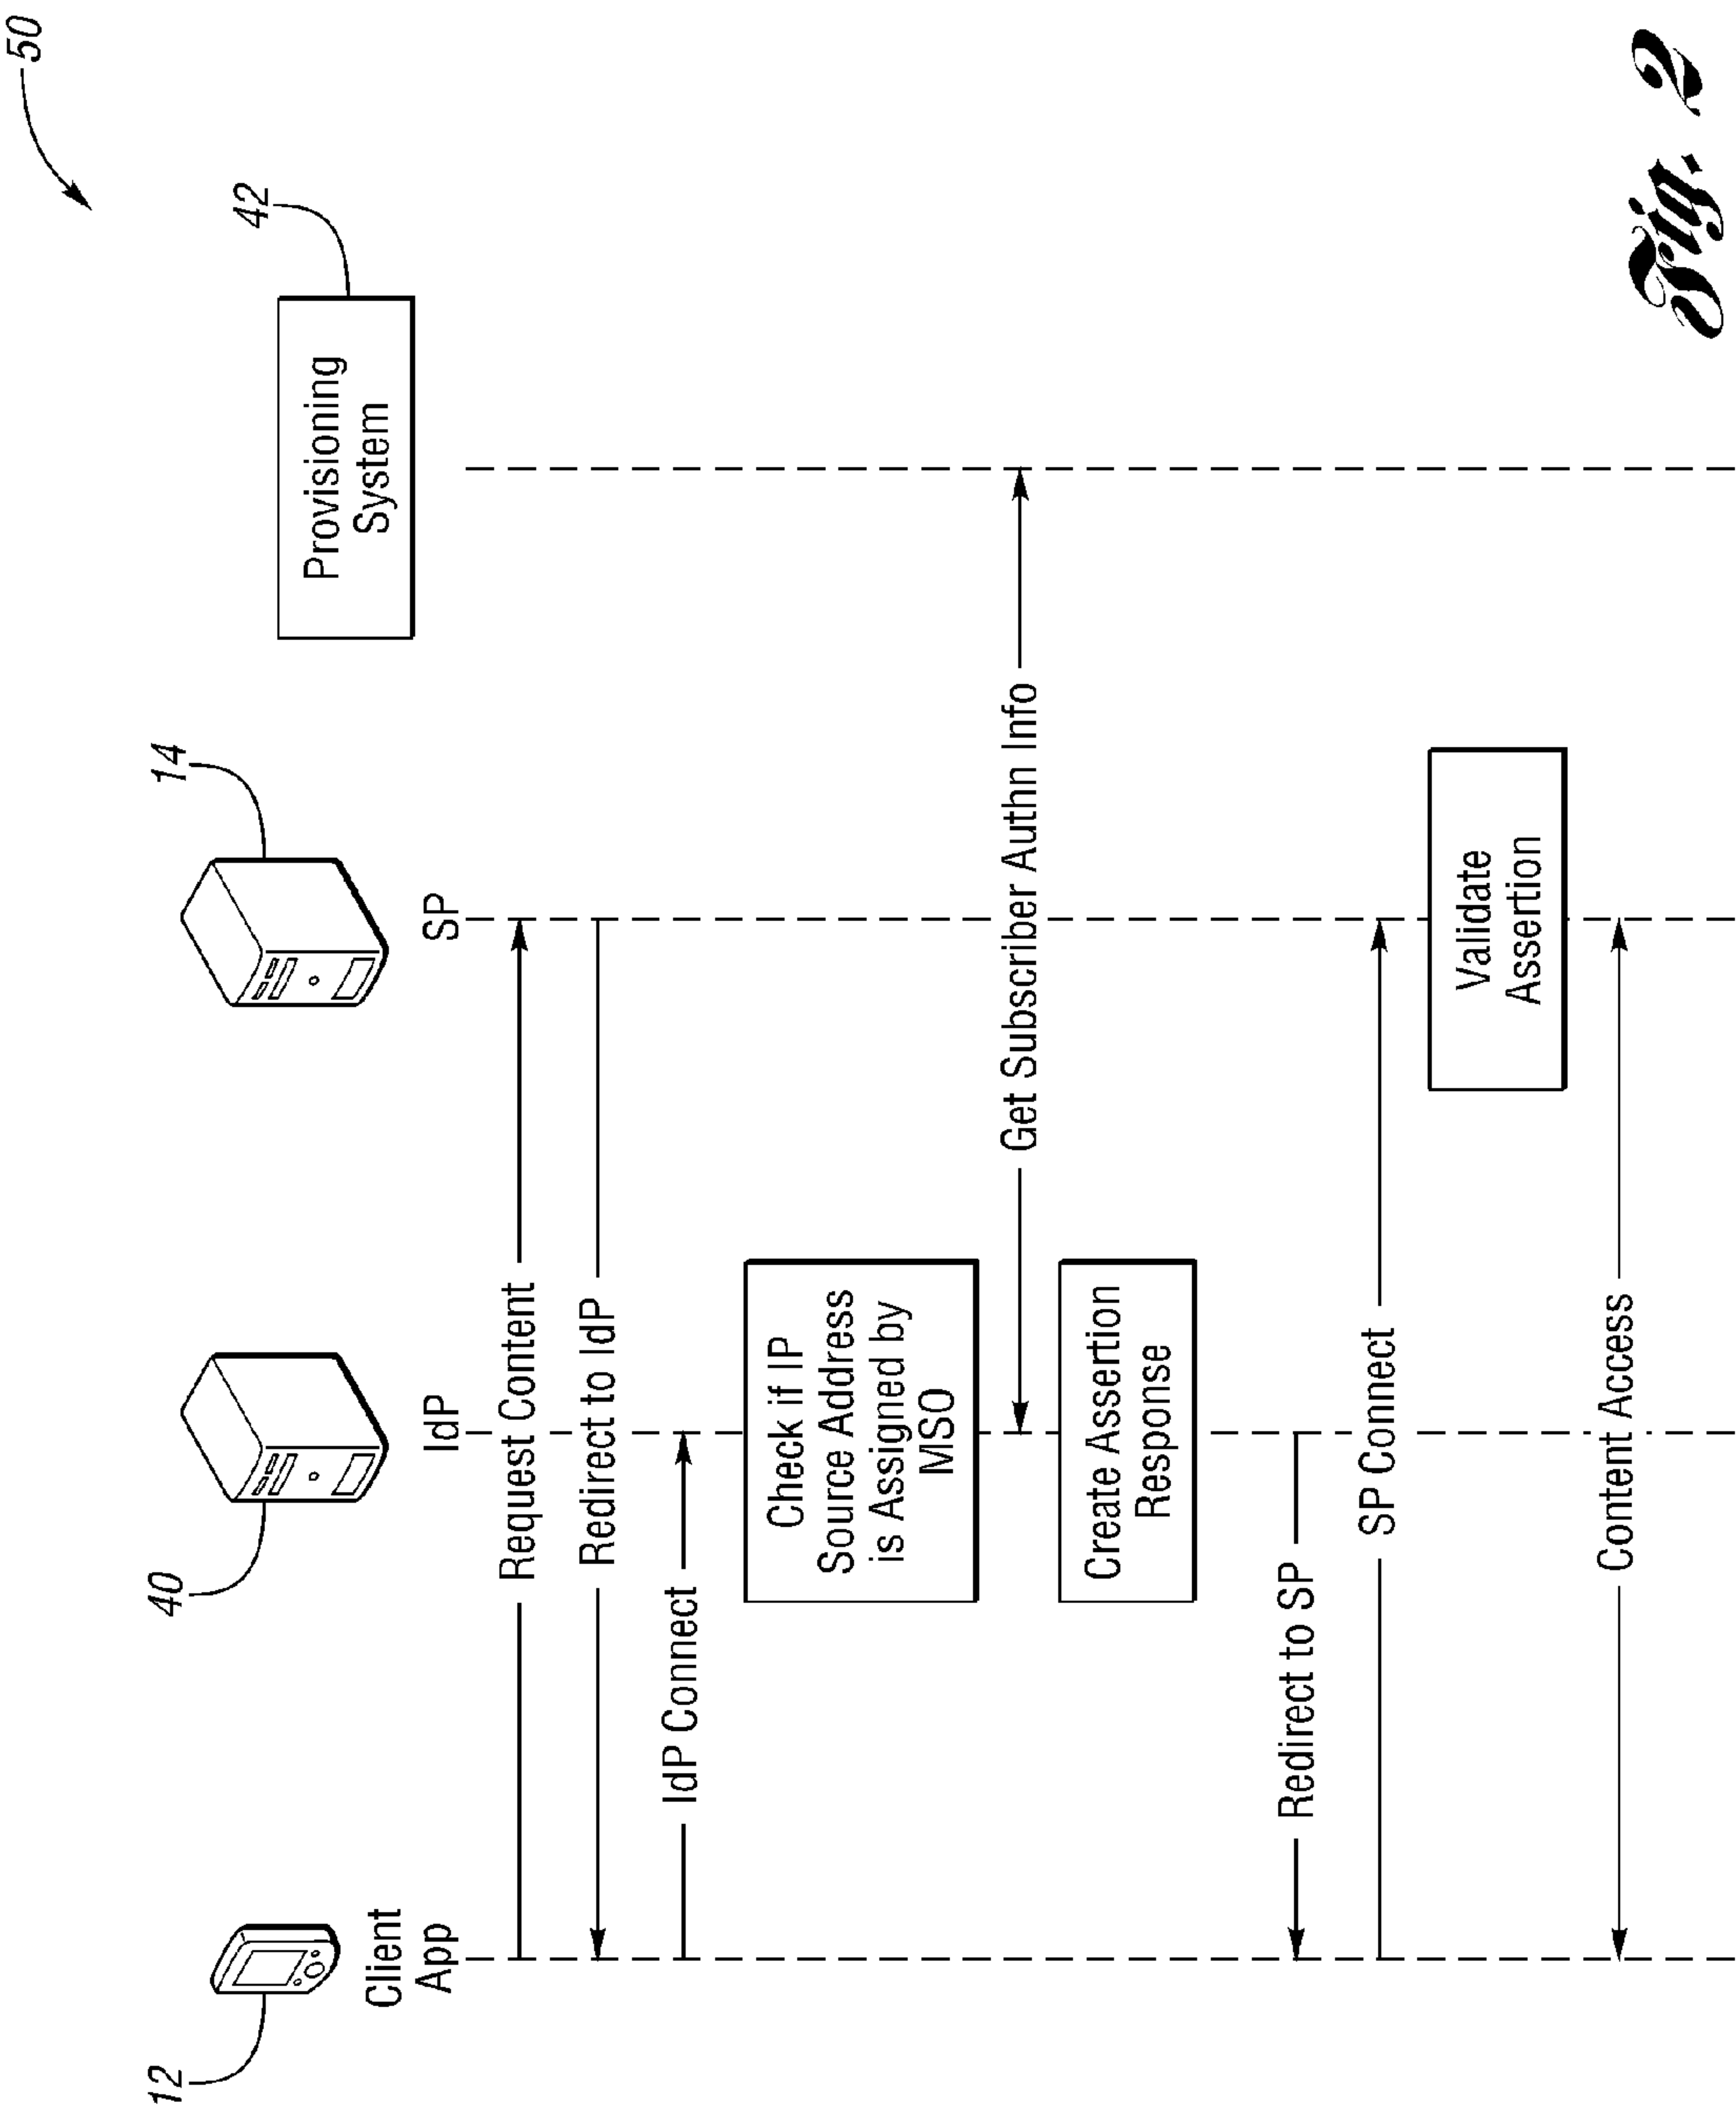 50
12
40
14
42
Client
App
IdP
SP
Provisioning
System
Request Content
Redirect to IdP
IdP Connect
Check if IP
Source Address
is Assigned by
MSO
Get Subscriber Authn Info
Create Assertion
Response
Redirect to SP
SP Connect
Validate
Assertion
Content Access
Fig. 2